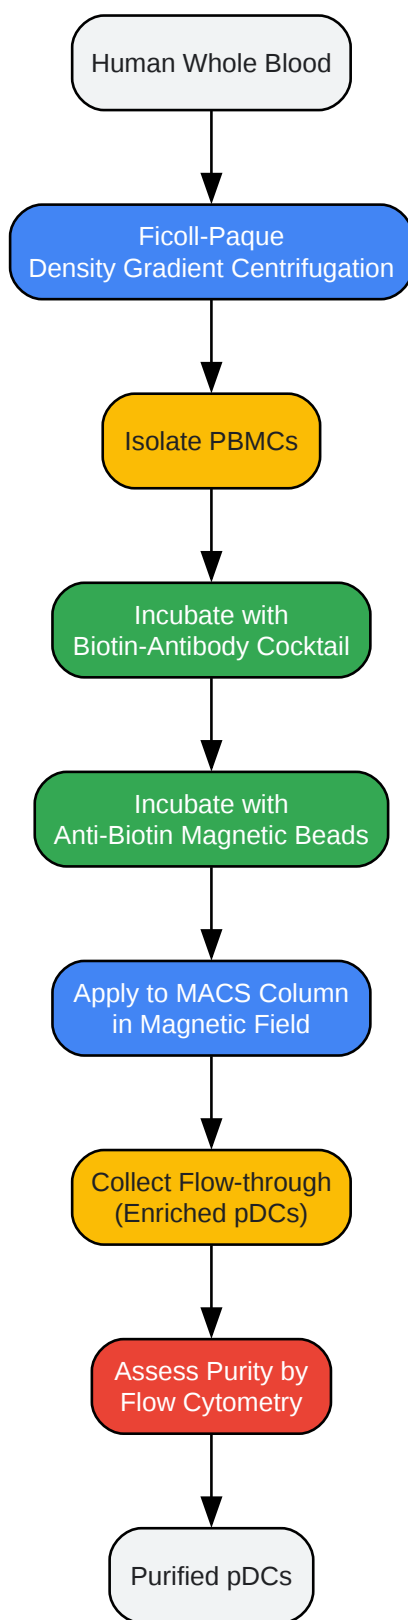 Human Whole Blood
Ficoll-Paque
Density Gradient Centrifugation
Isolate PBMCs
Incubate with
Biotin-Antibody Cocktail
Incubate with
Anti-Biotin Magnetic Beads
Apply to MACS Column
in Magnetic Field
Collect Flow-through
(Enriched pDCs)
Assess Purity by
Flow Cytometry
Purified pDCs